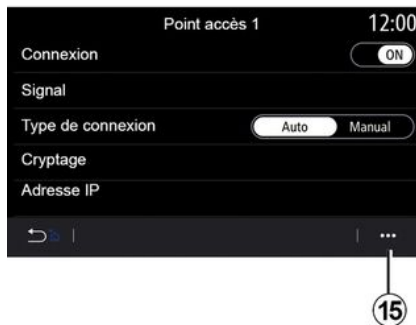 Point accès 1 12:00
Connexion ON
Signal
Type de connexion Auto Manual
Cryptage
Adresse IP
15